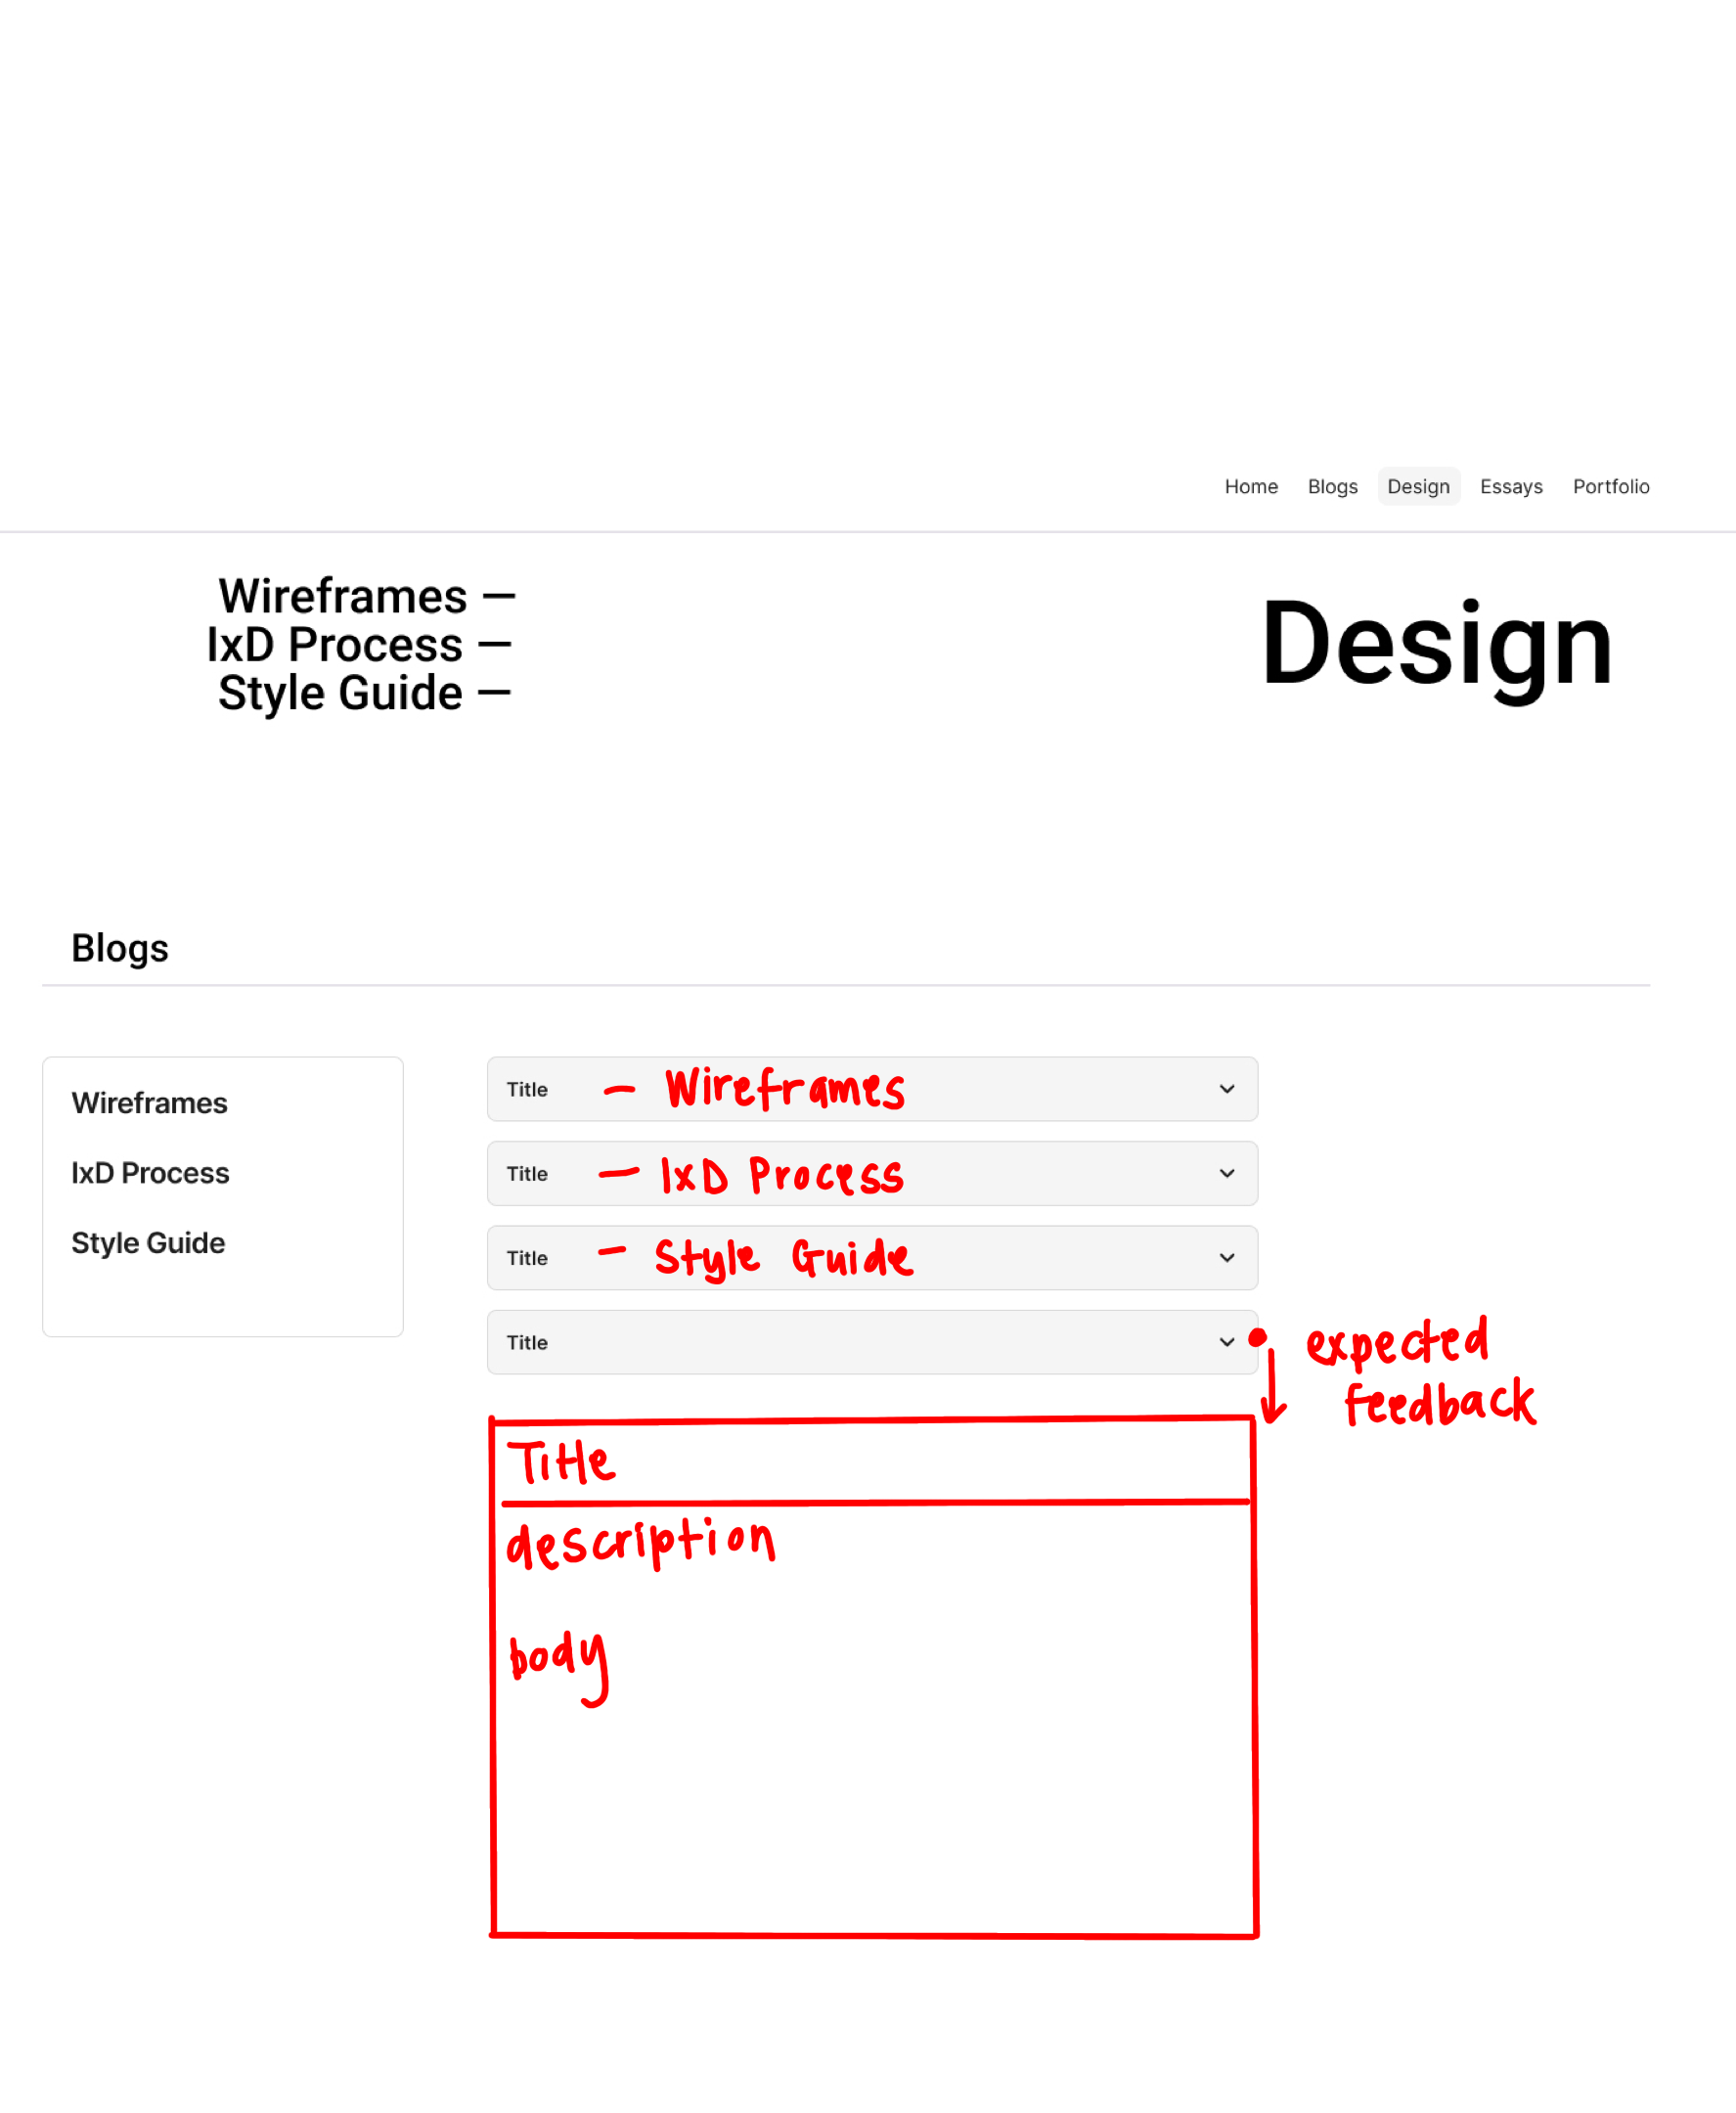 Home Blogs Design Essays Portfolio
Wireframes —
IxD Process —
Style Guide —
Design
Blogs
Wireframes
IxD Process
Style Guide
Title – Wireframes
Title – IxD Process
Title – Style Guide
Title
expected
feedback
Title
description
body